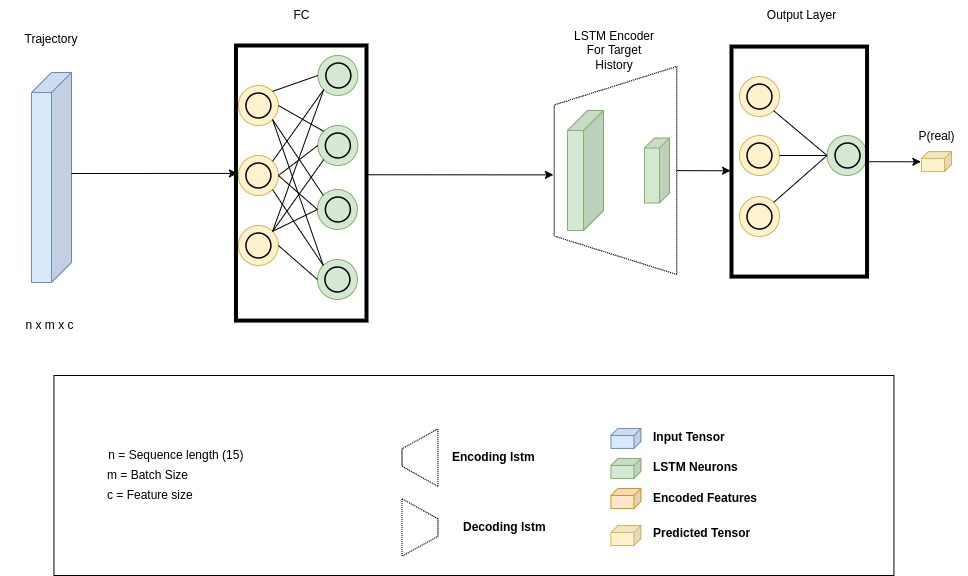 Trajectory
FC
LSTM Encoder
For Target
History
Output Layer
P(real)
n x m x c
n = Sequence length (15)
m = Batch Size
c = Feature size
Encoding lstm
Decoding lstm
Input Tensor
LSTM Neurons
Encoded Features
Predicted Tensor